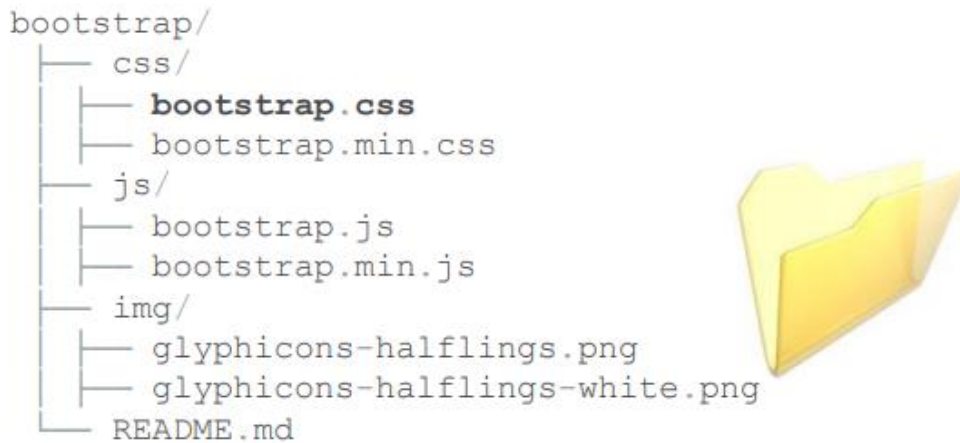 bootstrap/
├── css/
│ ├── bootstrap.css
│ ├── bootstrap.min.css
├── js/
│ ├── bootstrap.js
│ ├── bootstrap.min.js
├── img/
│ ├── glyphicons-halflings.png
│ ├── glyphicons-halflings-white.png
└── README.md